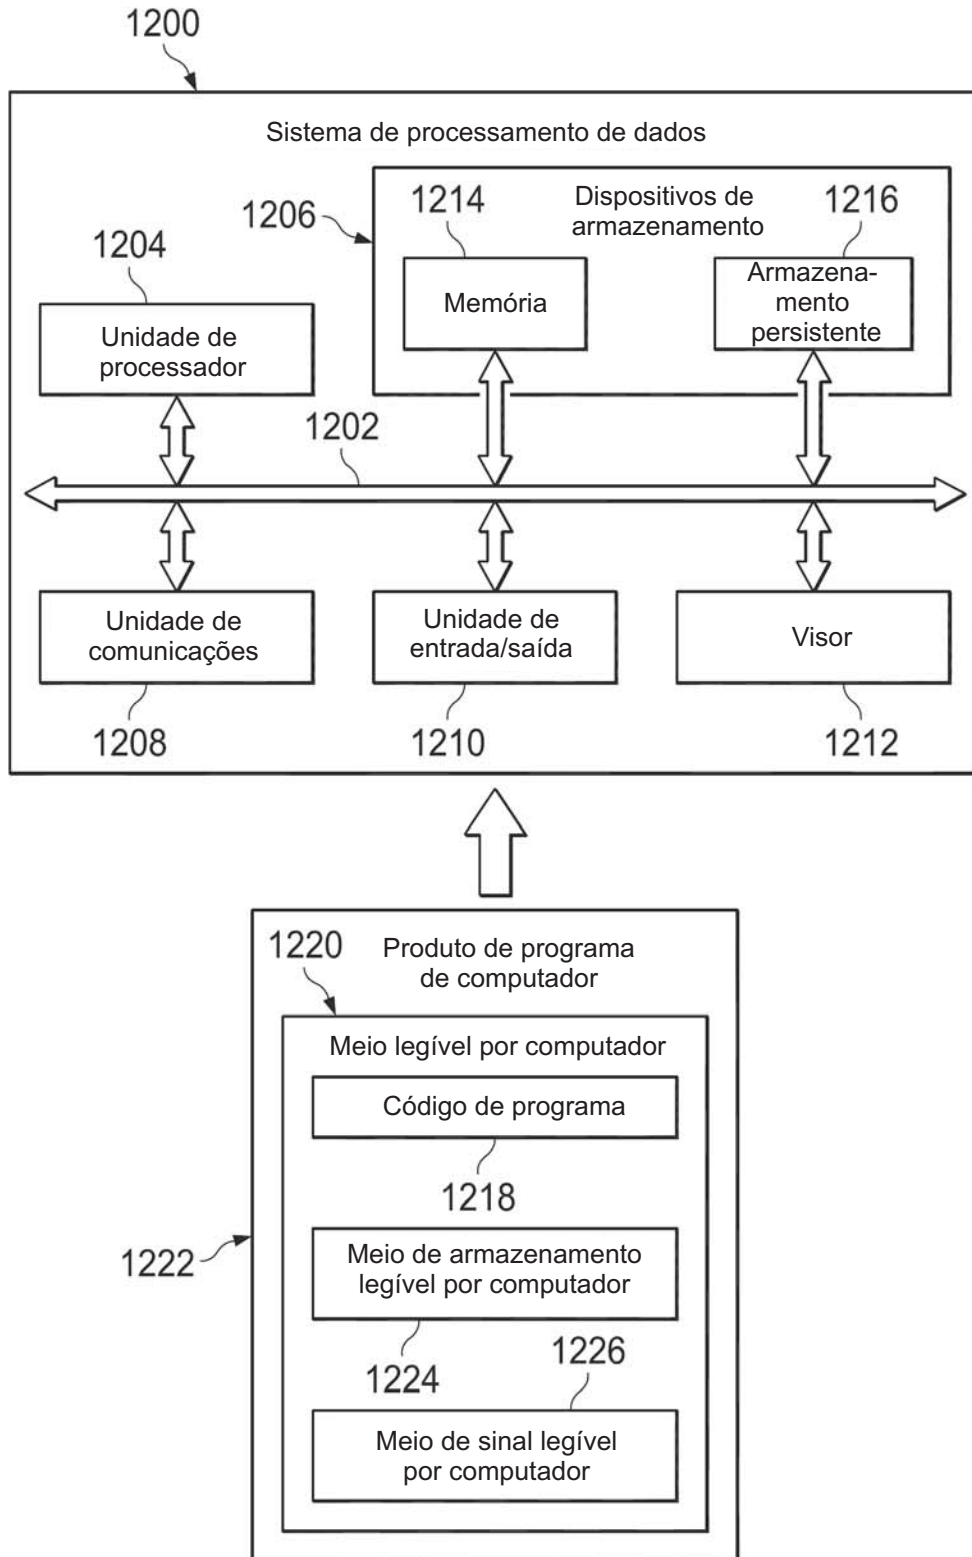 1200
Sistema de processamento de dados
1206
1214
Dispositivos de
armazenamento
1216
1204
Memória
Armazena-
mento
persistente
Unidade de
processador
1202
Unidade de
comunicações
Unidade de
entrada/saída
Visor
1208
1210
1212
1220
Produto de programa
de computador
Meio legível por computador
Código de programa
1218
1222
Meio de armazenamento
legível por computador
1224
1226
Meio de sinal legível
por computador